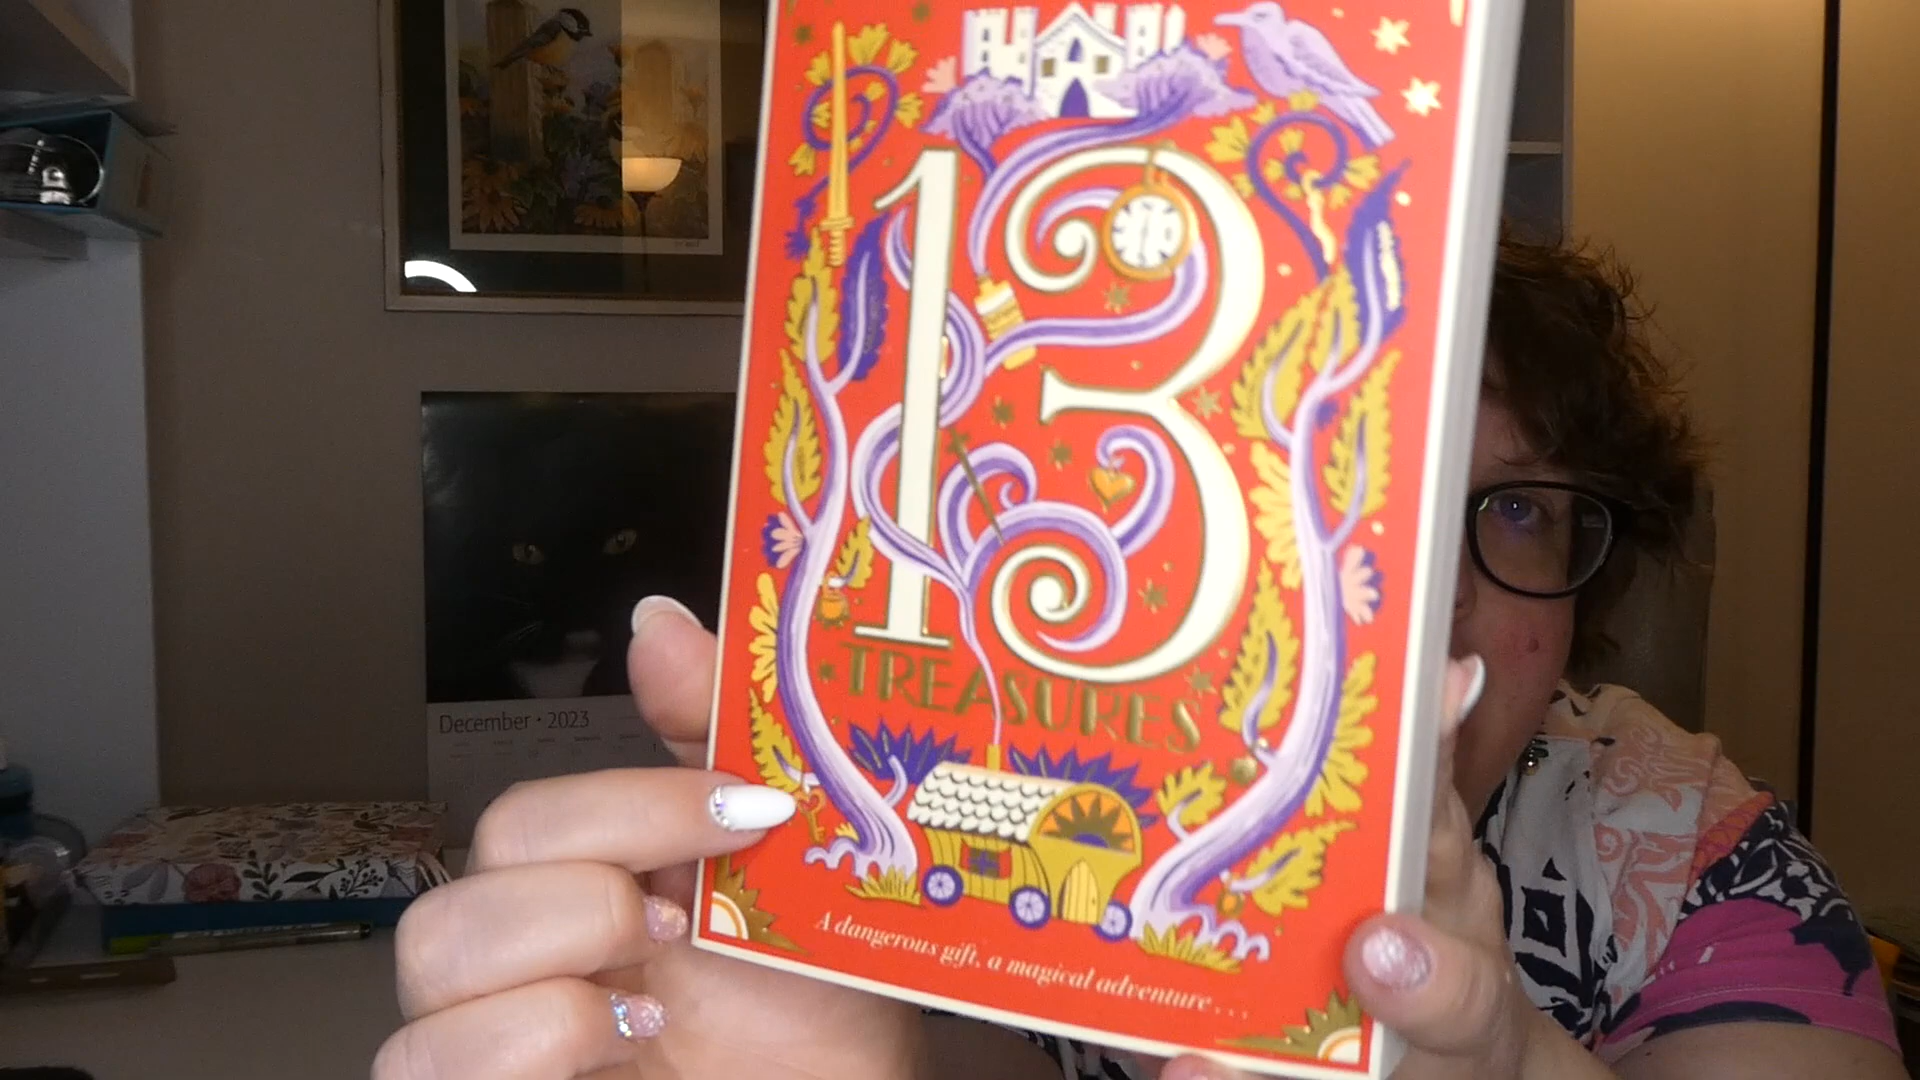 13
TREASURES
A dangerous gift, a magical adventure...
December • 2023